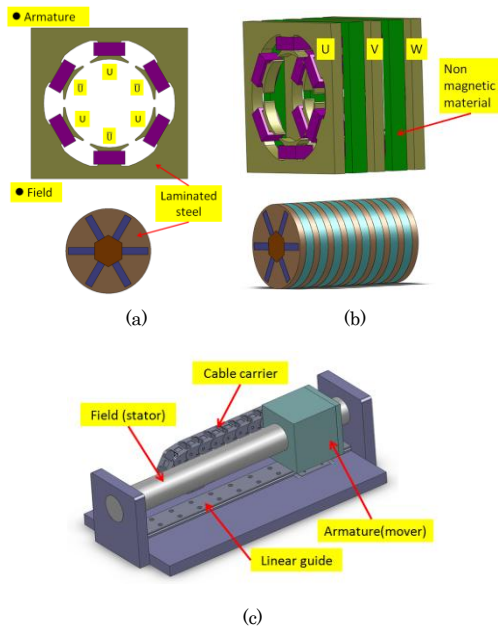 ● Armature
U
Ū
Ū
U
U
Ū
● Field
Laminated
steel
(a)
U
V
W
Non
magnetic
material
(b)
Cable carrier
Field (stator)
Armature(mover)
Linear guide
(c)